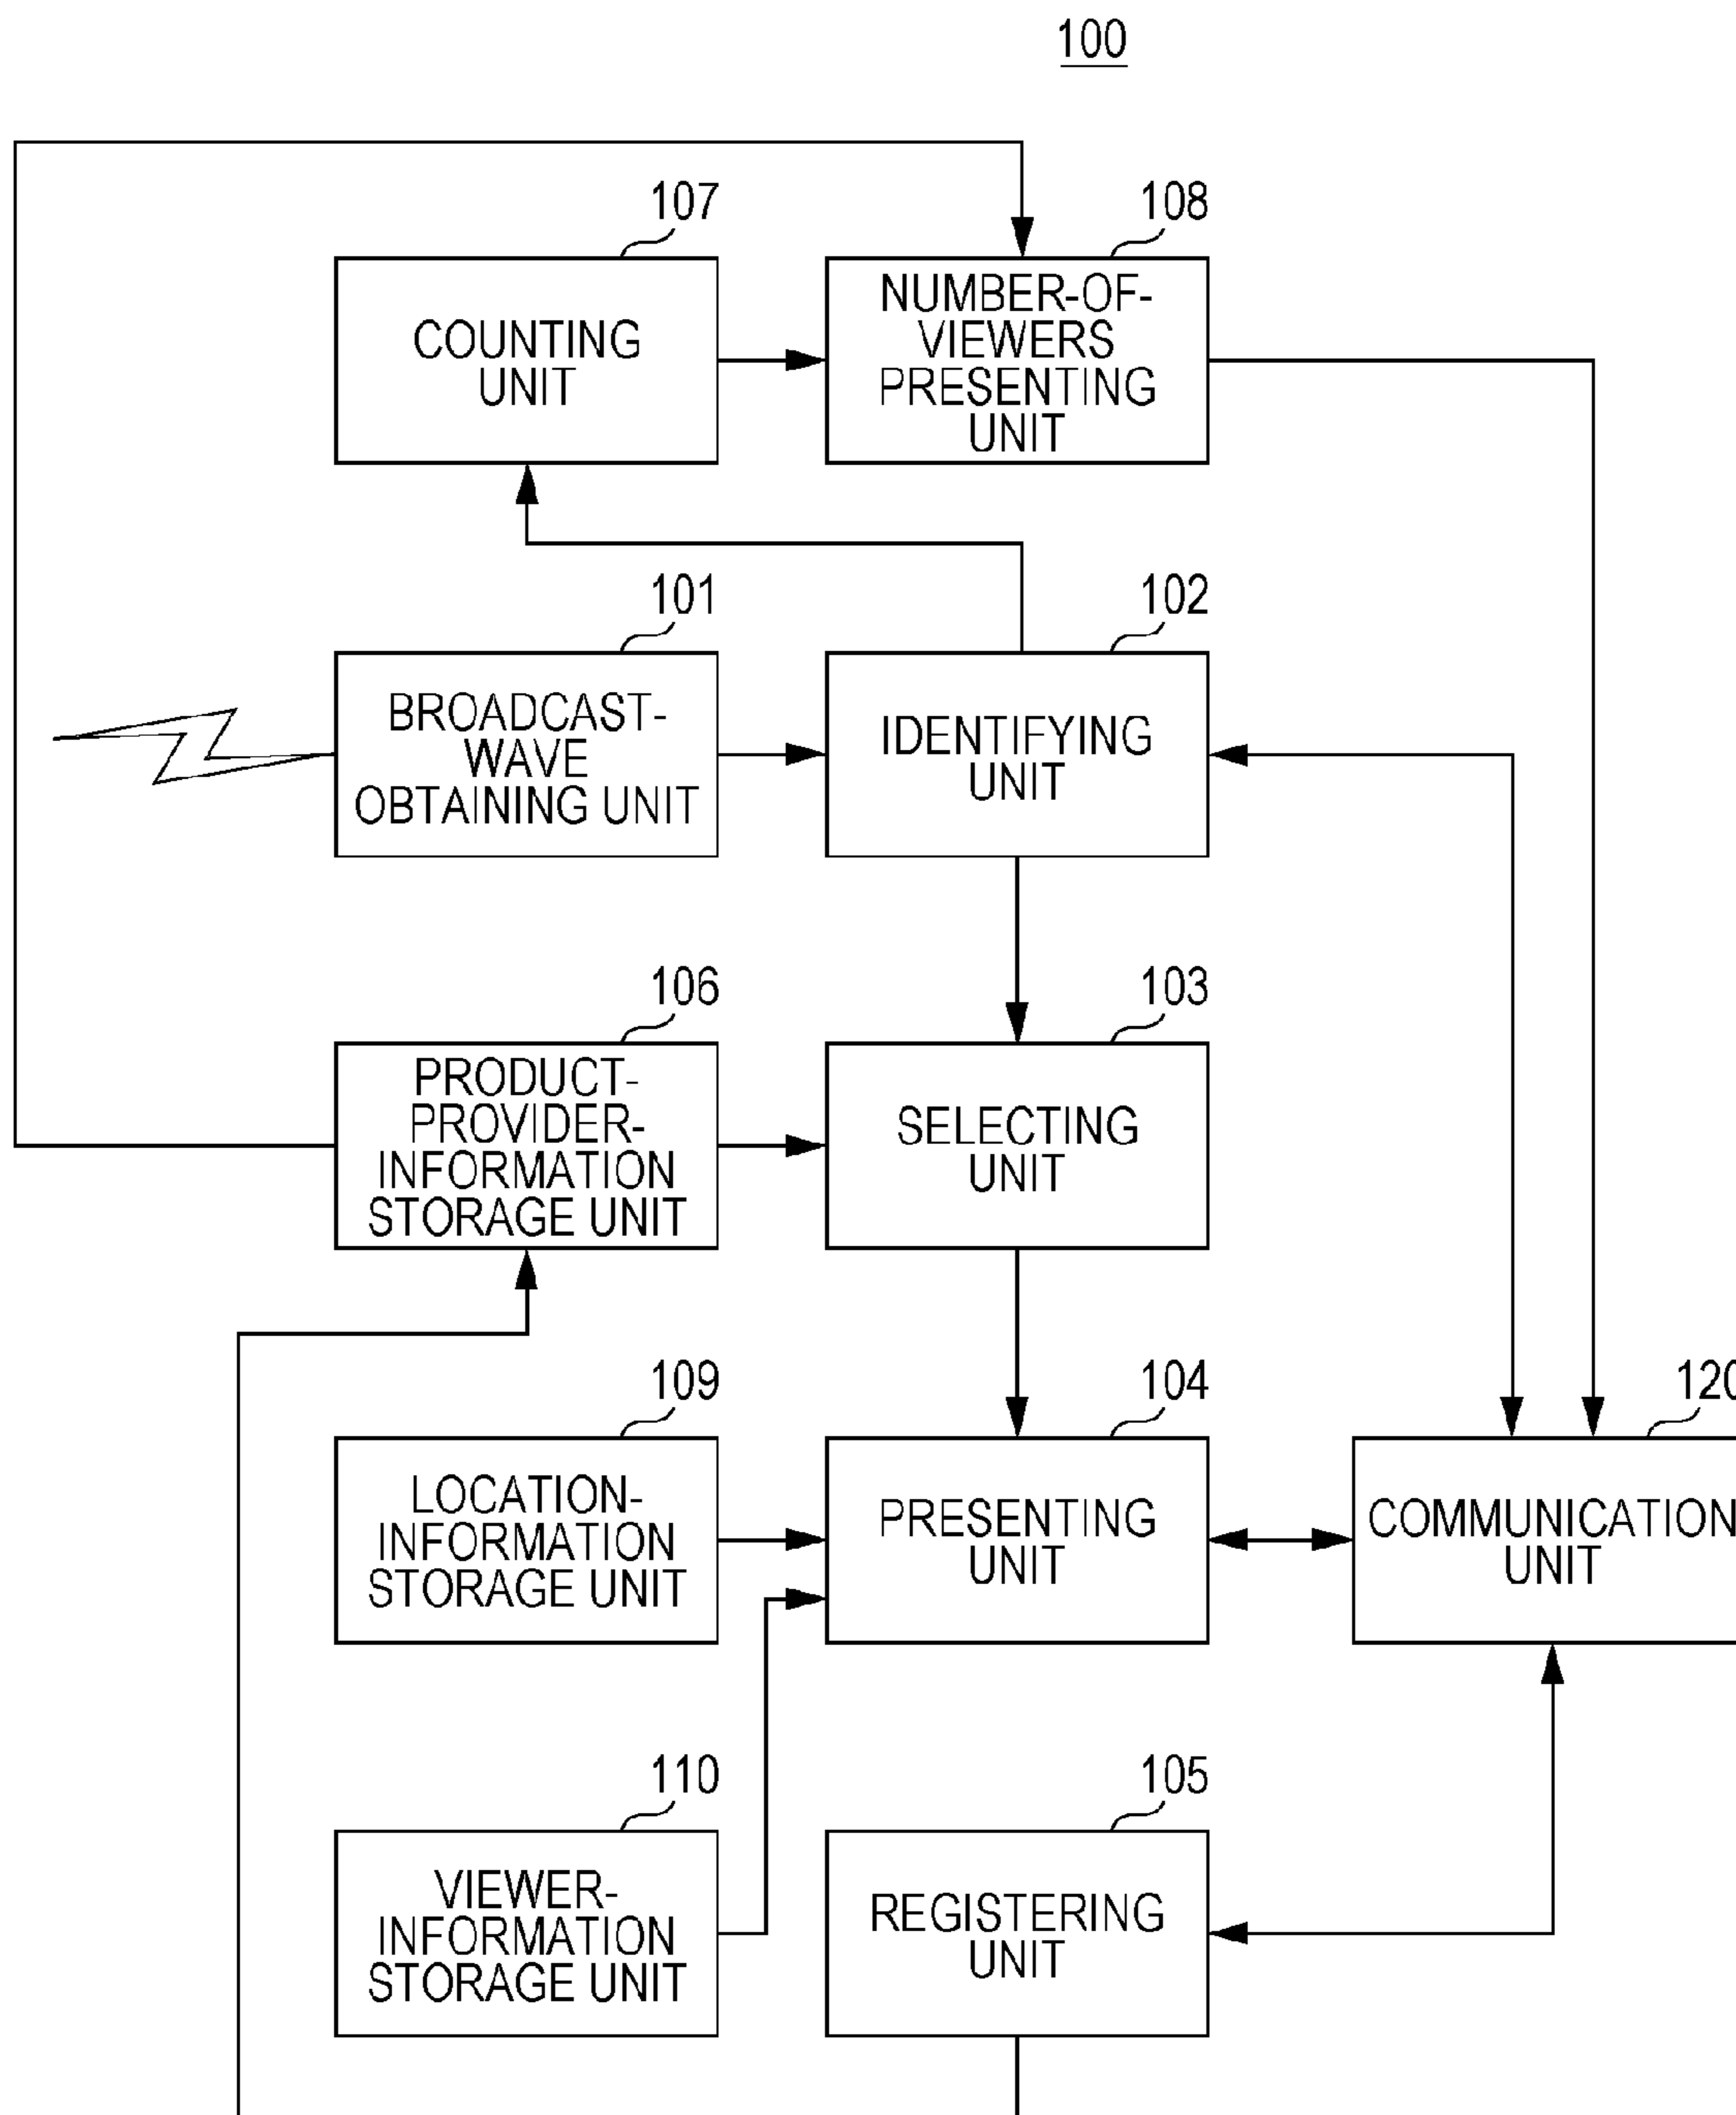 100
107
108
COUNTING
UNIT
NUMBER-OF-
VIEWERS
PRESENTING
UNIT
101
102
BROADCAST-
WAVE
OBTAINING UNIT
IDENTIFYING
UNIT
106
103
PRODUCT-
PROVIDER-
INFORMATION
STORAGE UNIT
SELECTING
UNIT
109
104
120
LOCATION-
INFORMATION
STORAGE UNIT
PRESENTING
UNIT
COMMUNICATION
UNIT
110
105
VIEWER-
INFORMATION
STORAGE UNIT
REGISTERING
UNIT